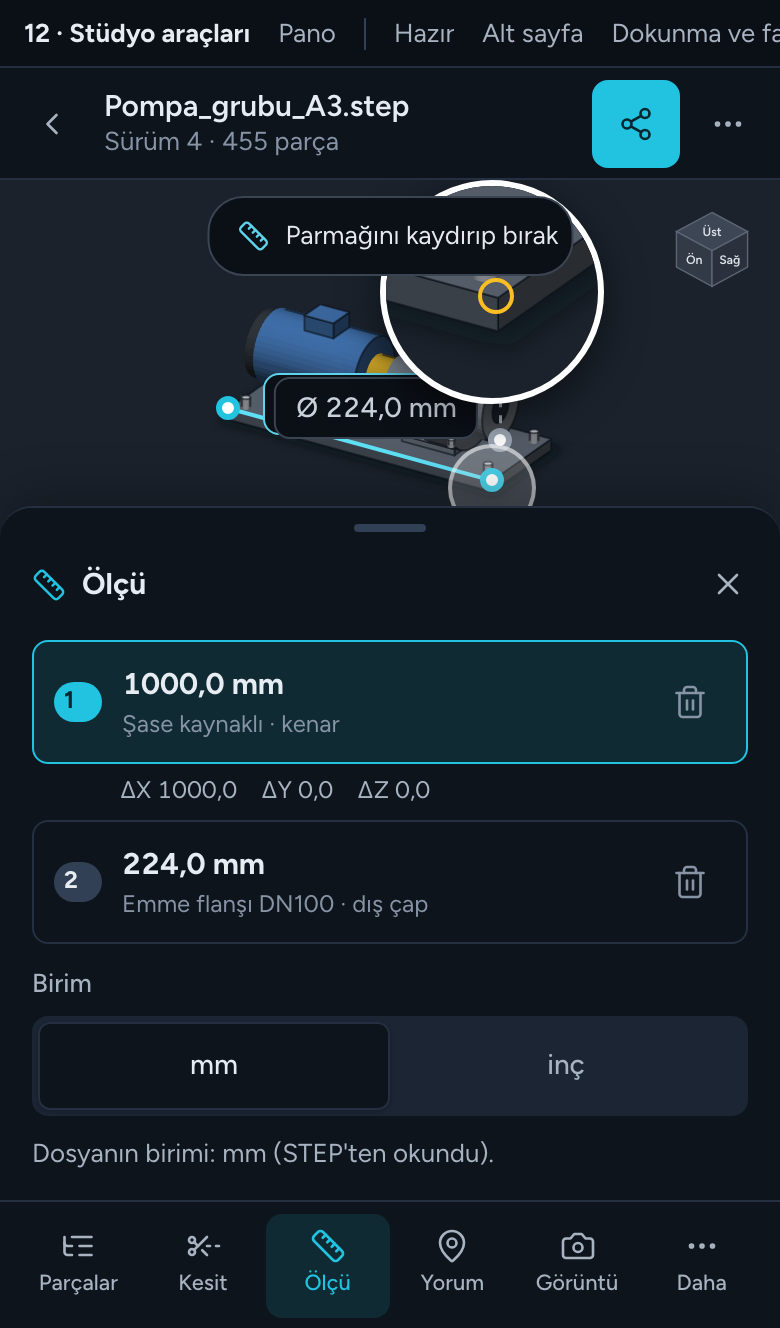 12 · Stüdyo araçları Pano Hazır Alt sayfa Dokunma ve fa
Pompa_grubu_A3.step
Sürüm 4 · 455 parça
Parmağını kaydırıp bırak
Üst
Ön Sağ
Ø 224,0 mm
Ölçü
1 1000,0 mm
Şase kaynaklı · kenar
ΔX 1000,0 ΔY 0,0 ΔZ 0,0
2 224,0 mm
Emme flanşı DN100 · dış çap
Birim
mm inç
Dosyanın birimi: mm (STEP'ten okundu).
Parçalar Kesit Ölçü Yorum Görüntü Daha